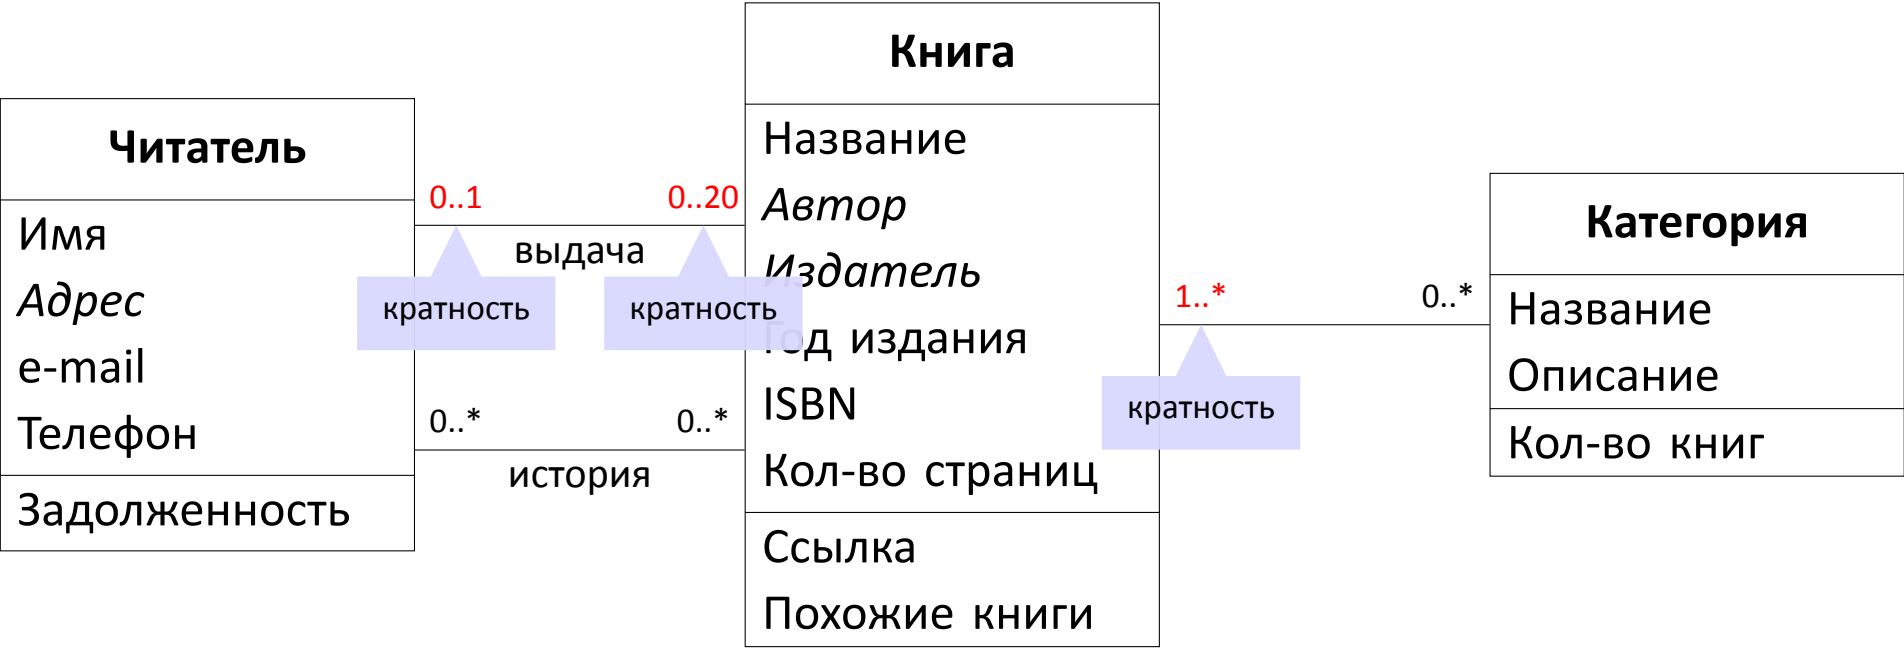 Читатель
Имя
Адрес
e-mail
Телефон
Задолженность
0..1
0..20
выдача
кратность
кратность
0..*
0..*
история
Книга
Название
Автор
Издатель
Год издания
ISBN
Кол-во страниц
Ссылка
Похожие книги
1..*
0..*
кратность
Категория
Название
Описание
Кол-во книг